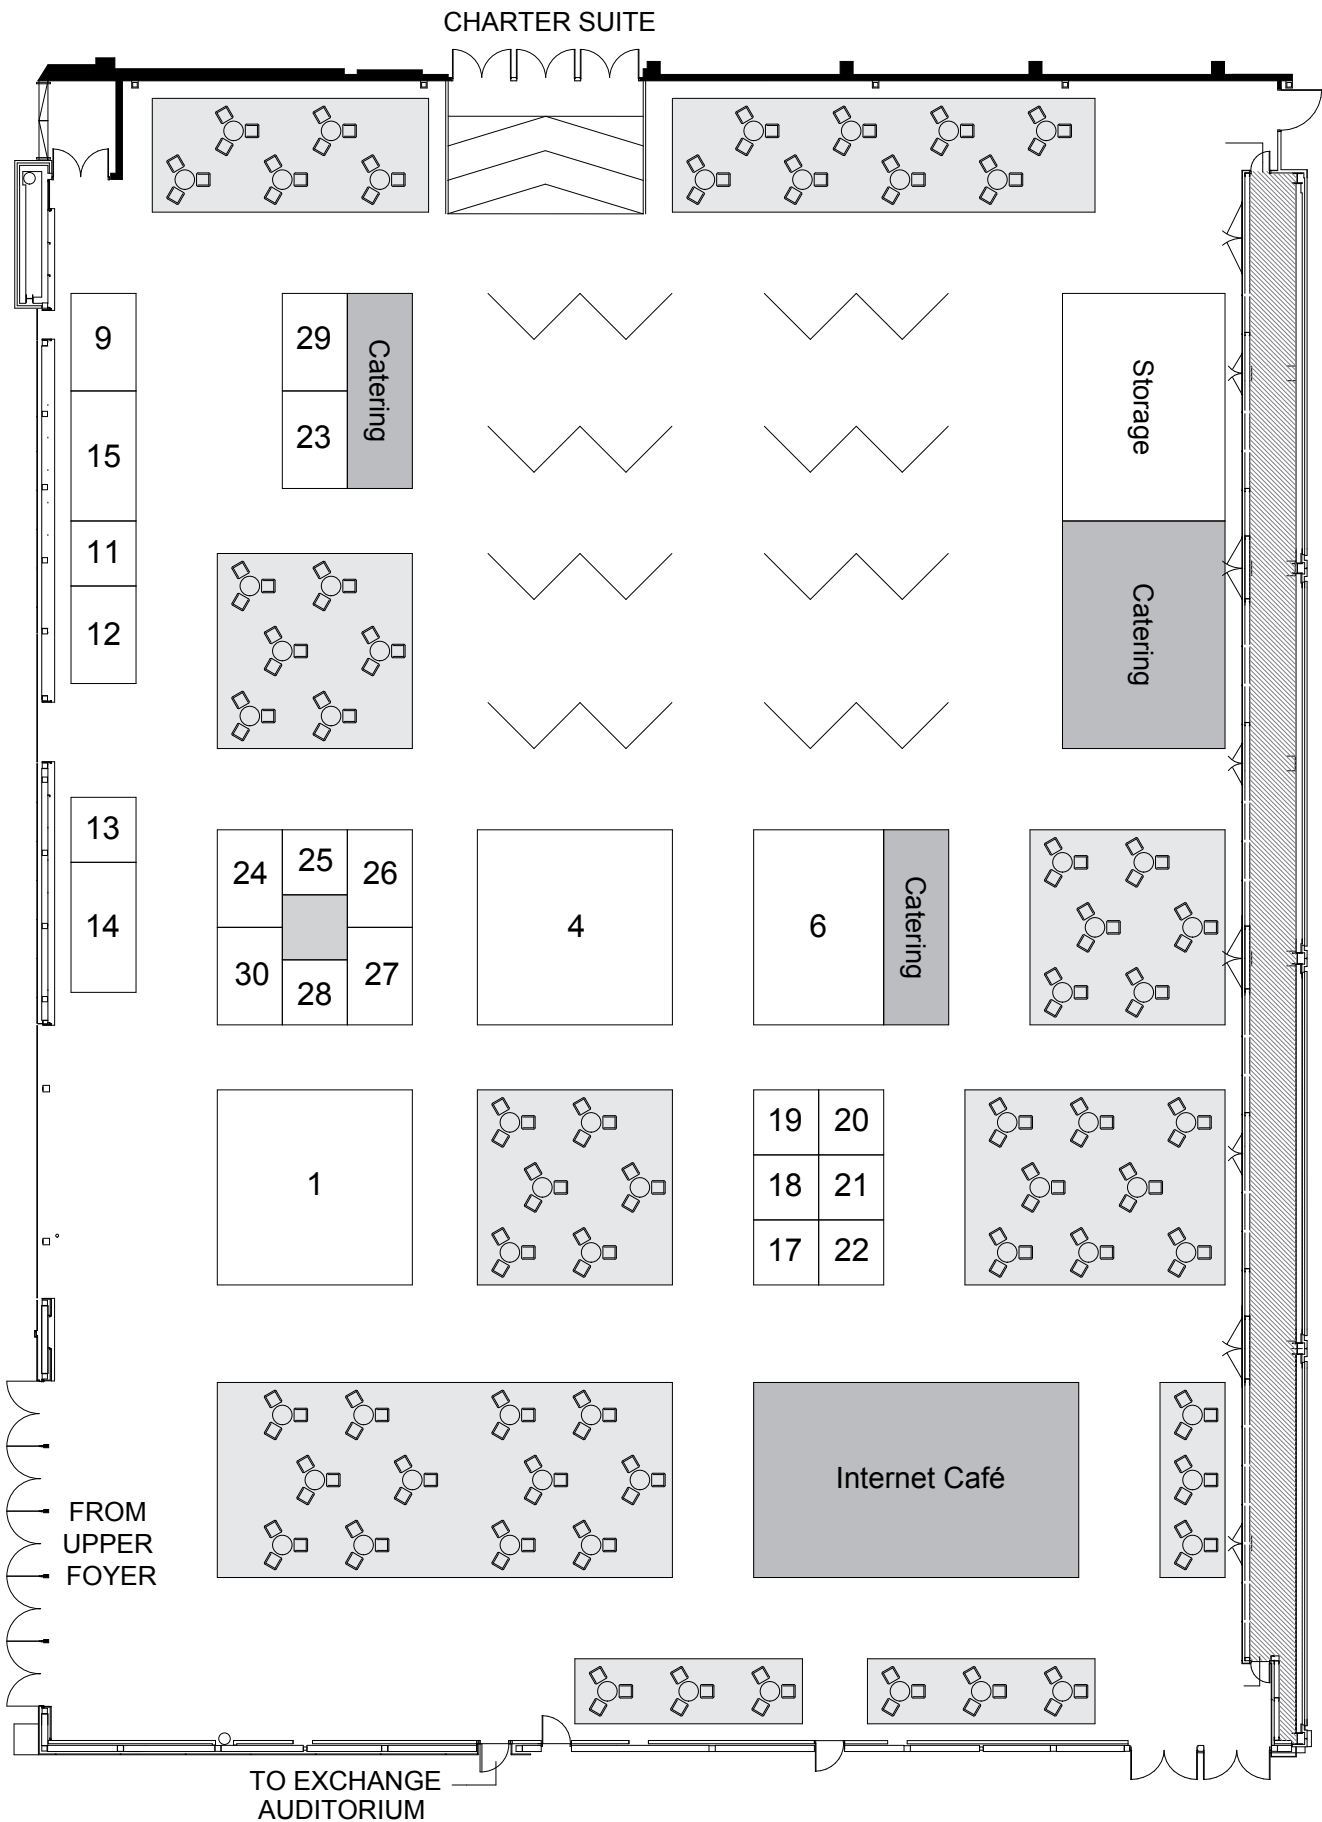 CHARTER SUITE
9
29
Catering
23
15
Storage
11
12
Catering
13
14
24
25
26
30
28
27
4
6
Catering
1
19
20
18
21
17
22
Internet Café
FROM
UPPER
FOYER
TO EXCHANGE
AUDITORIUM